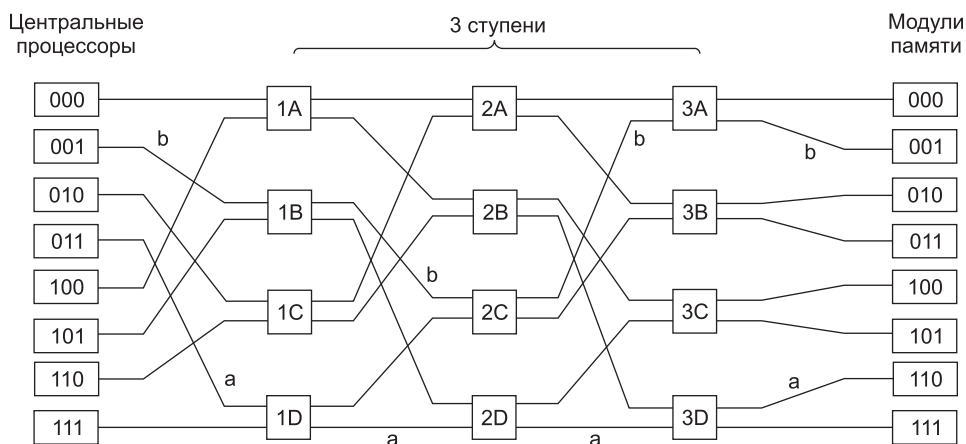 Центральные
процессоры
3 ступени
Модули
памяти
000 1A 2A 3A 000
001 b b b 001
010 1B 2B 3B 010
011 011
100 b 100
101 1C 2C 3C 101
110 a a 110
111 1D a 2D a 3D 111